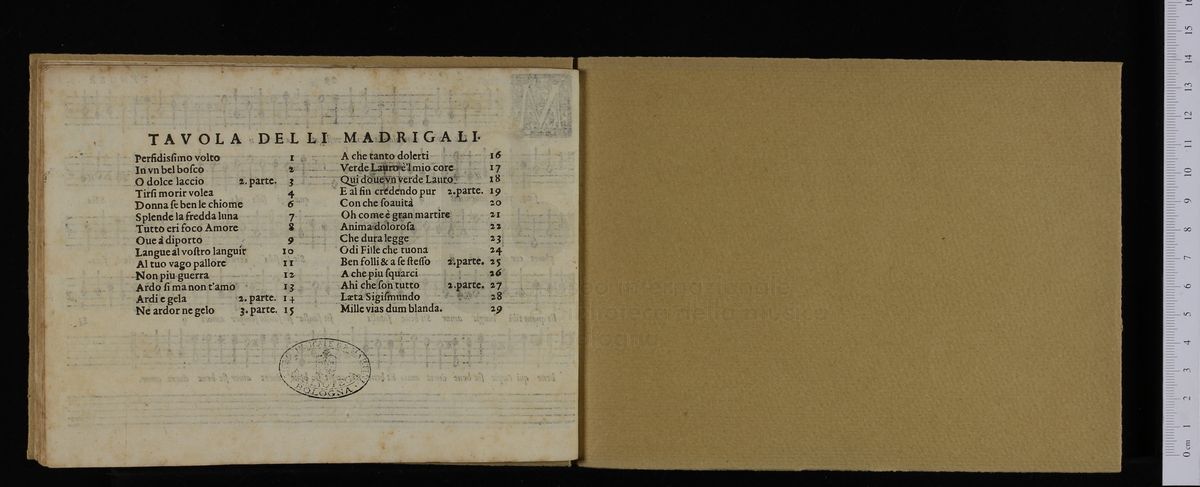 TAVOLA DELLI MADRIGALI.
Perfidiſſimo volto 1
In vn bel boſco 2
O dolce laccio 2. parte. 3
Tirſi morir volea 4
Donna ſe ben le chiome 6
Splende la fredda luna 7
Tutto eri foco Amore 8
Oue à diporto 9
Langue al voſtro languir 10
Al tuo vago pallore 11
Non piu guerra 12
Ardo ſi ma non t'amo 13
Ardi e gela 2. parte. 14
Ne ardor ne gelo 3. parte. 15
A che tanto dolerti 16
Verde Lauro e'l mio core 17
Qui doue vn verde Lauro 18
E al fin credendo pur 2. parte. 19
Con che ſoauità 20
Oh come è gran martire 21
Anima doloroſa 22
Che dura legge 23
Odi Fille che tuona 24
Ben folli & a ſe ſteſſo 2. parte. 25
A che piu ſquarci 26
Ahi che ſon tutto 2. parte. 27
Læta Sigiſmundo 28
Mille vias dum blanda. 29
BOLOGNA